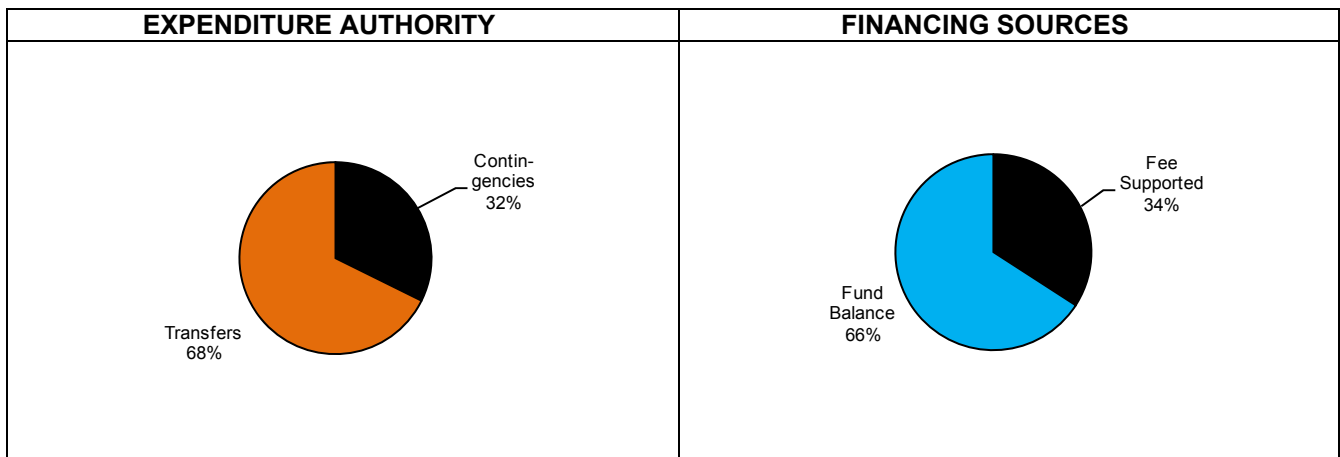 EXPENDITURE AUTHORITY
FINANCING SOURCES
Contin-
gencies
32%
Transfers
68%
Fee
Supported
34%
Fund
Balance
66%